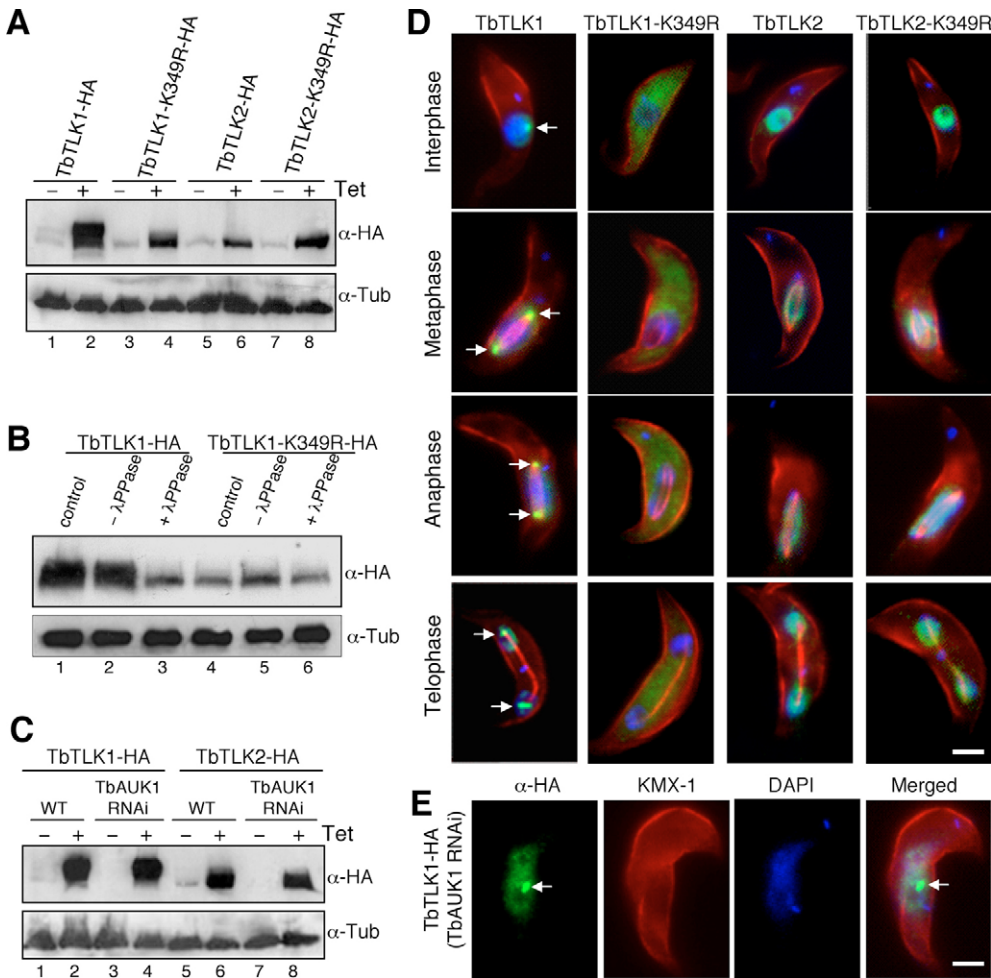 A
TbTLK1-HA
TbTLK1-K349R-HA
TbTLK2-HA
TbTLK2-K349R-HA
– + – + – + – + Tet
α-HA
α-Tub
1 2 3 4 5 6 7 8
B
TbTLK1-HA TbTLK1-K349R-HA
control – λPPase + λPPase control – λPPase + λPPase
α-HA
α-Tub
1 2 3 4 5 6
C
TbTLK1-HA TbTLK2-HA
WT TbAUK1 RNAi WT TbAUK1 RNAi
– + – + – + – + Tet
α-HA
α-Tub
1 2 3 4 5 6 7 8
D
TbTLK1 TbTLK1-K349R TbTLK2 TbTLK2-K349R
Interphase
Metaphase
Anaphase
Telophase
E
α-HA KMX-1 DAPI Merged
TbTLK1-HA
(TbAUK1 RNAi)